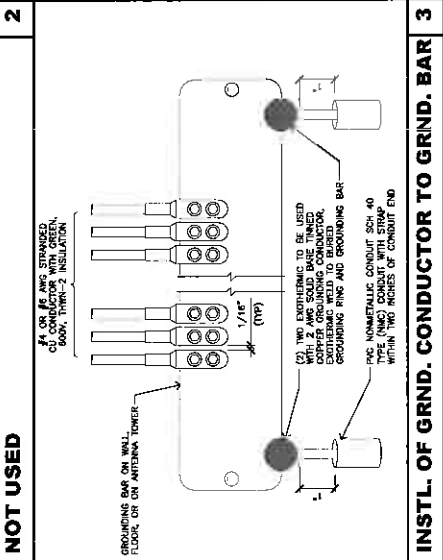 NOT USED
2
#4 OR #6 AWG STRANDED
CU CONDUCTOR WITH GREEN,
600V, THWN-2 INSULATION
GROUNDING BAR ON WALL,
FLOOR, OR ON ANTENNA TOWER
1/16"
(TYP)
1"
1"
(2) TWO EXOTHERMIC TO BE USED
WITH 2 AWG SOLID BARE TINNED
COPPER GROUNDING CONDUCTOR,
EXOTHERMIC WELD TO BURIED
GROUNDING RING AND GROUNDING BAR
PVC NONMETALLIC CONDUIT SCH 40
TYPE (NMC) CONDUIT WITH STRAP
WITHIN TWO INCHES OF CONDUIT END
INSTL. OF GRND. CONDUCTOR TO GRND. BAR
3